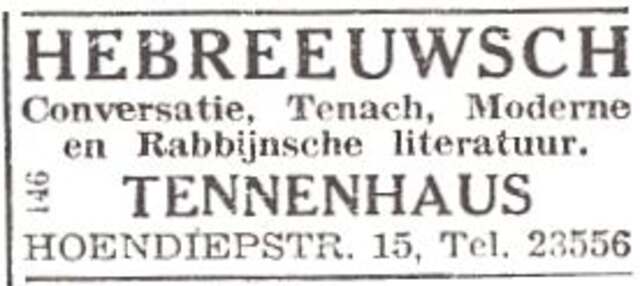 HEBREEUWSCH
Conversatie, Tenach, Moderne
en Rabbijnsche literatuur.
146
TENNENHAUS
HOENDIEPSTR. 15, Tel. 23556